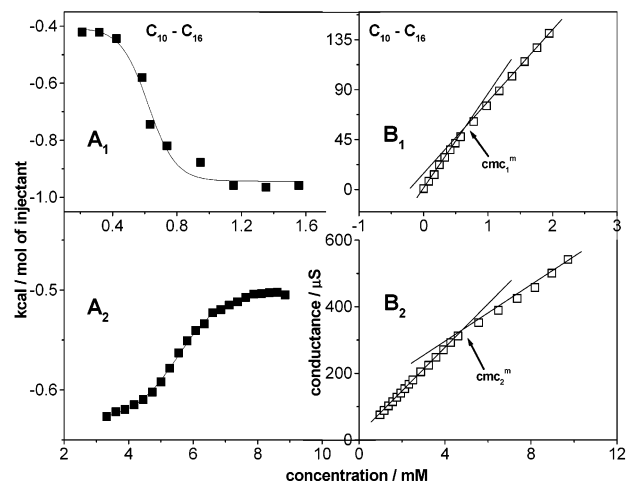 C10 - C16
A1
-0.4
-0.6
-0.8
-1.0
0.4 0.8 1.2 1.6
C10 - C16
B1
cmc1m
135
90
45
0
-1 0 1 2 3
A2
-0.5
-0.6
2 4 6 8 10
B2
cmc2m
600
400
200
0
0 4 8 12
kcal / mol of injectant
conductance / µS
concentration / mM